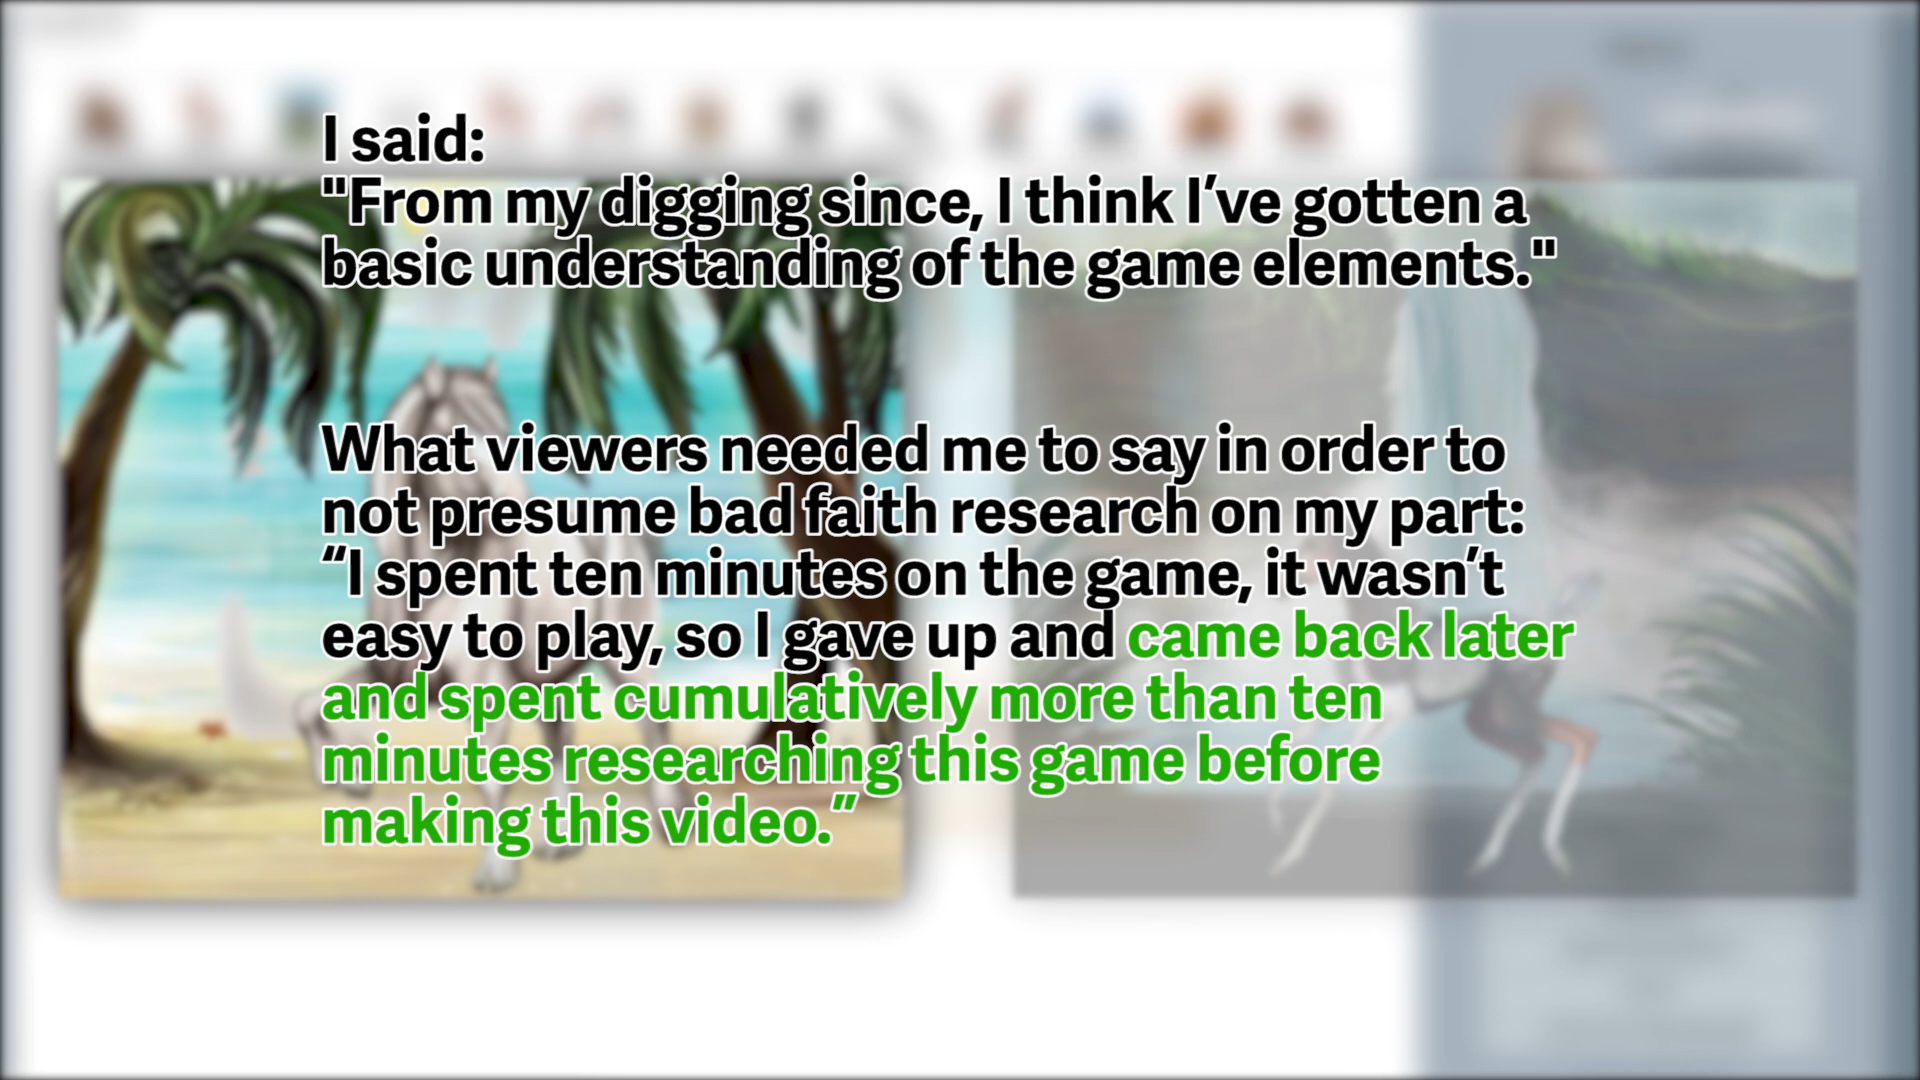 I said:
"From my digging since, I think I’ve gotten a
basic understanding of the game elements."
What viewers needed me to say in order to
not presume bad faith research on my part:
“I spent ten minutes on the game, it wasn’t
easy to play, so I gave up and came back later
and spent cumulatively more than ten
minutes researching this game before
making this video.”